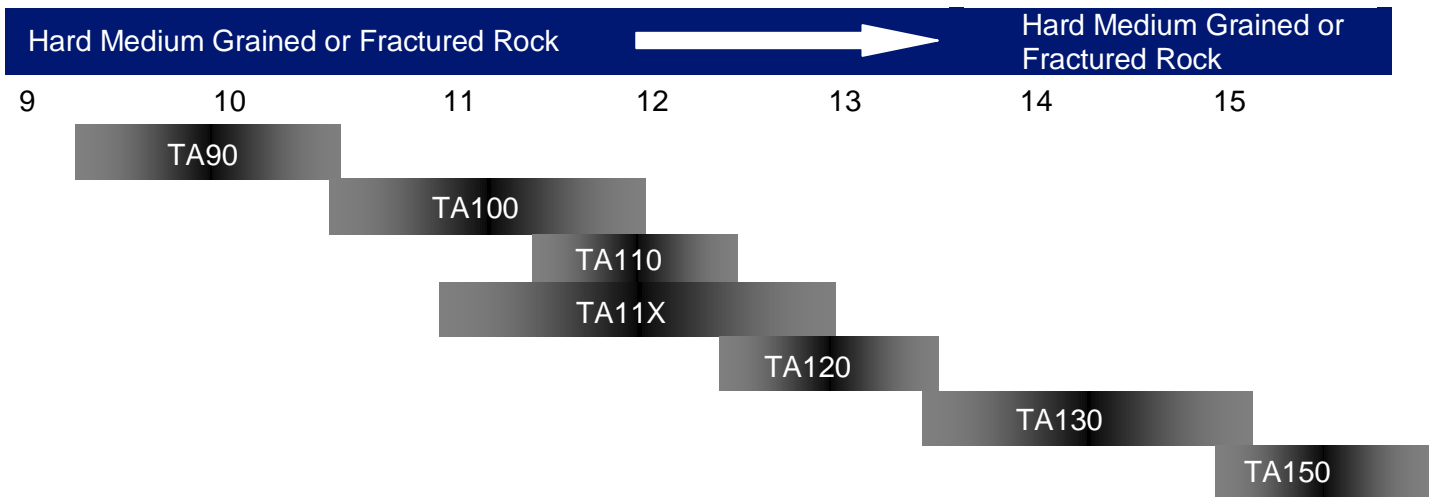 Hard Medium Grained or Fractured Rock
Hard Medium Grained or
Fractured Rock
9 10 11 12 13 14 15
TA90
TA100
TA110
TA11X
TA120
TA130
TA150